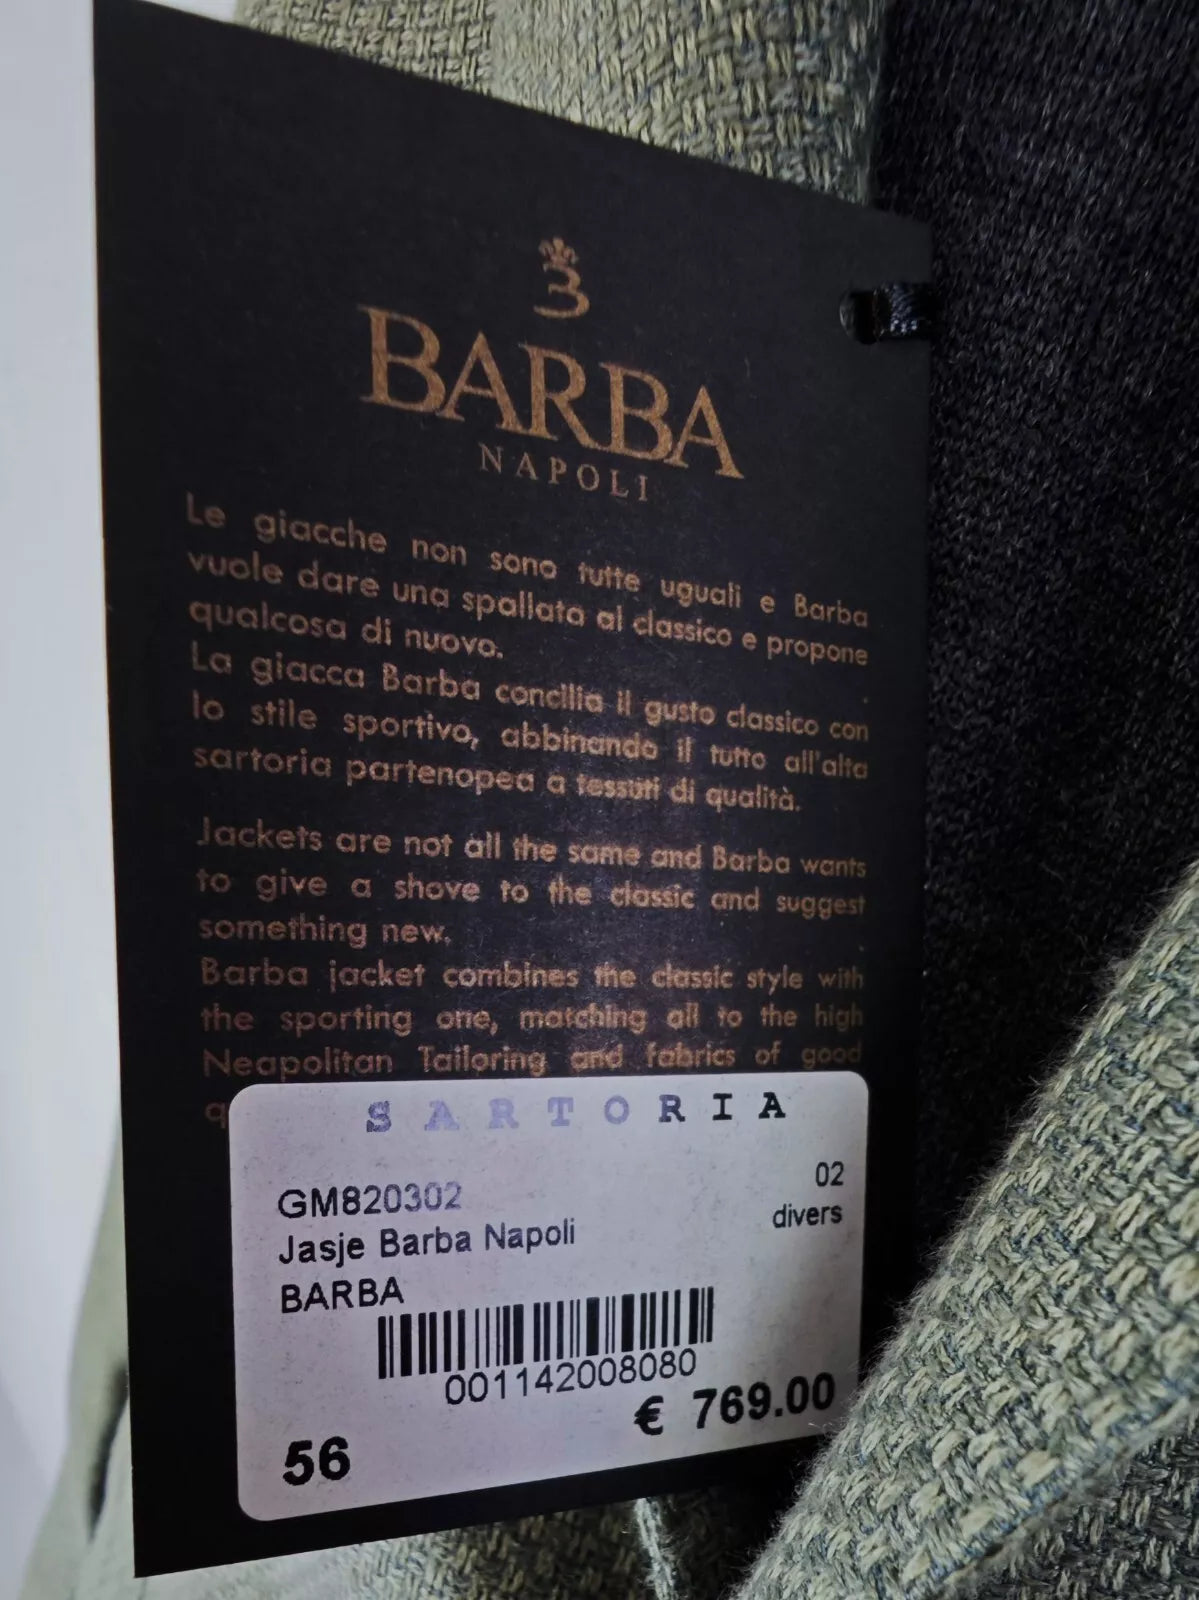 BARBA
NAPOLI
Le giacche non sono tutte uguali e Barba
vuole dare una spallata al classico e propone
qualcosa di nuovo.
La giacca Barba concilia il gusto classico con
lo stile sportivo, abbinando il tutto all'alta
sartoria partenopea a tessuti di qualità.
Jackets are not all the same and Barba wants
to give a shove to the classic and suggest
something new.
Barba jacket combines the classic style with
the sporting one, matching all to the high
Neapolitan Tailoring and fabrics of good
SARTORIA
GM820302 02
Jasje Barba Napoli divers
BARBA
001142008080
€ 769.00
56